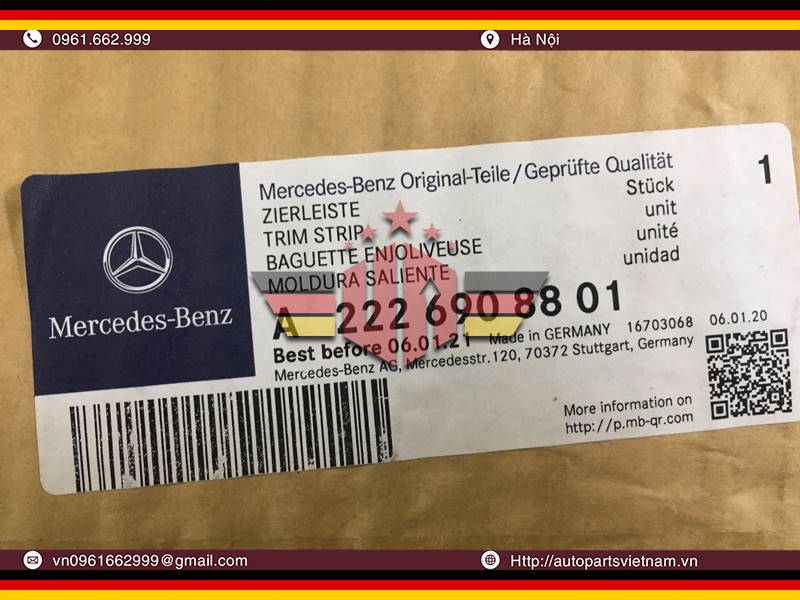 0961.662.999
Hà Nội
Mercedes-Benz Original-Teile/Geprüfte Qualität
1
ZIERLEISTE
Stück
TRIM STRIP
unit
BAGUETTE ENJOLIVEUSE
unité
MOLDURA SALIENTE
unidad
A 222 690 88 01
Best before 06.01.21
Made in GERMANY 16703068 06.01.20
Mercedes-Benz AG, Mercedesstr.120, 70372 Stuttgart, Germany
Mercedes-Benz
More information on
http://p.mb-qr.com
vn0961662999@gmail.com
Http://autopartsvietnam.vn